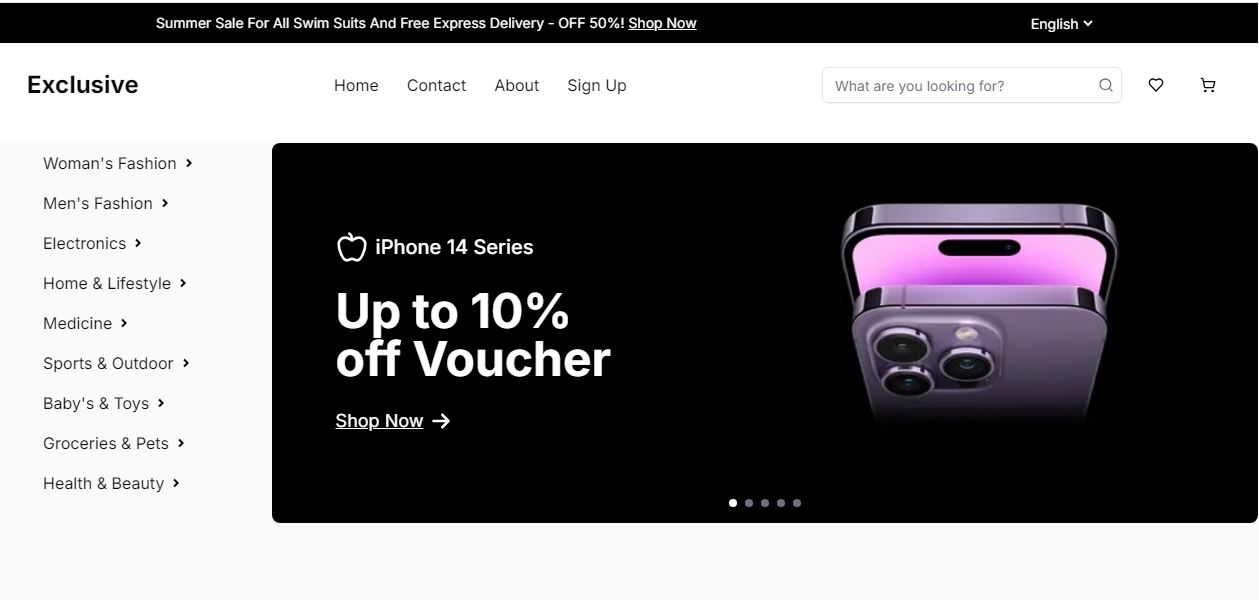 Summer Sale For All Swim Suits And Free Express Delivery - OFF 50%! Shop Now
English
Exclusive
Home
Contact
About
Sign Up
What are you looking for?
Woman's Fashion
Men's Fashion
Electronics
Home & Lifestyle
Medicine
Sports & Outdoor
Baby's & Toys
Groceries & Pets
Health & Beauty
iPhone 14 Series
Up to 10%
off Voucher
Shop Now